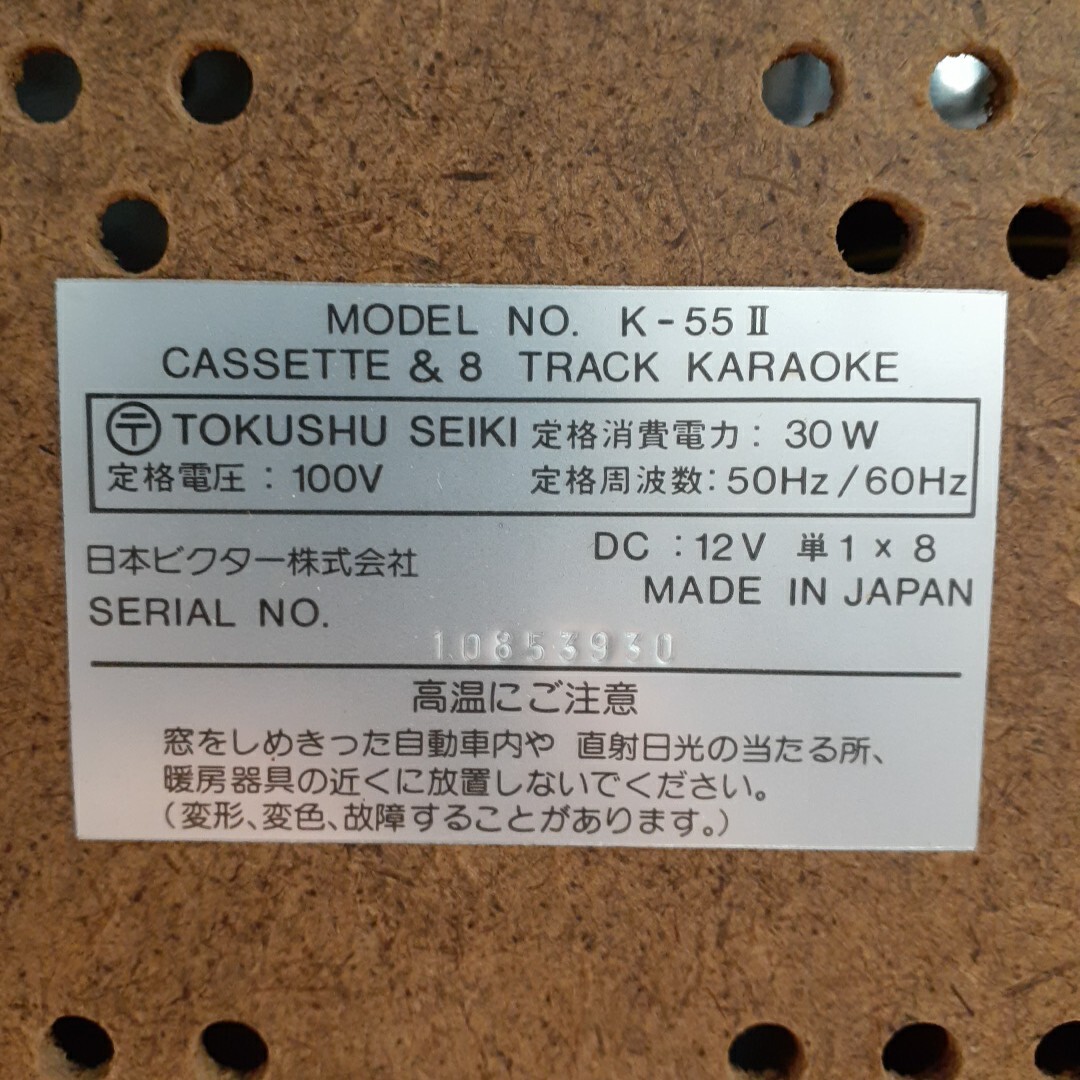 MODEL NO. K-55Ⅱ
CASSETTE & 8 TRACK KARAOKE
〶 TOKUSHU SEIKI 定格消費電力: 30W
定格電圧: 100V 定格周波数: 50Hz/60Hz
日本ビクター株式会社 DC: 12V 単1×8
MADE IN JAPAN
SERIAL NO.
10853930
高温にご注意
窓をしめきった自動車内や 直射日光の当たる所、
暖房器具の近くに放置しないでください。
(変形、変色、故障することがあります。)